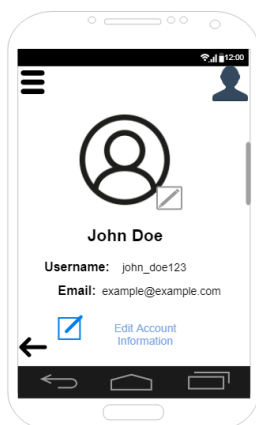 12:00
John Doe
Username: john_doe123
Email: example@example.com
Edit Account
Information